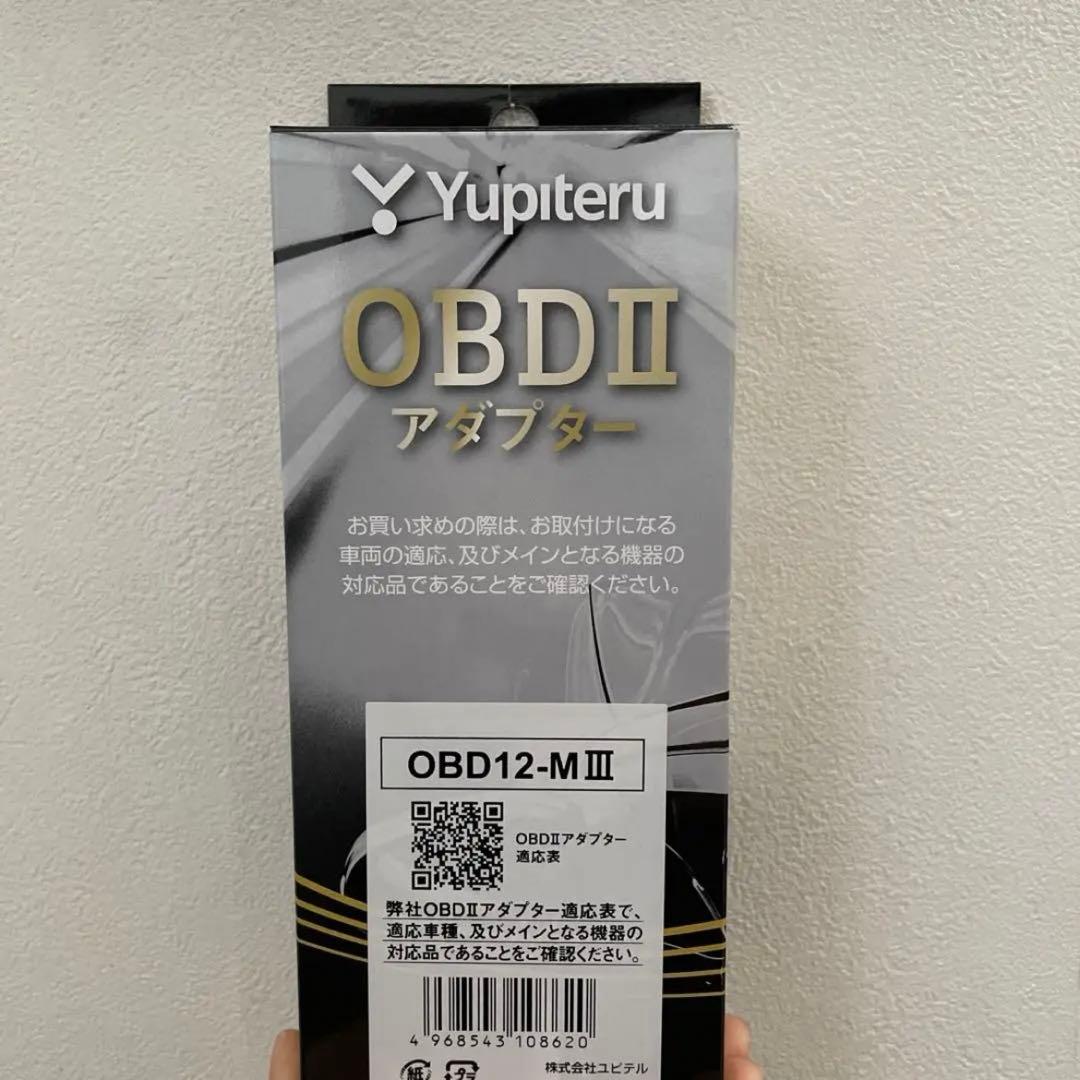 Yupiteru
OBDⅡ
アダプター
お買い求めの際は、お取付けになる
車両の適応、及びメインとなる機器の
対応品であることをご確認ください。
OBD12-MⅢ
OBDⅡアダプター
適応表
弊社OBDⅡアダプター適応表で、
適応車種、及びメインとなる機器の
対応品であることをご確認ください。
4 968543 108620
紙 プラ 株式会社ユピテル